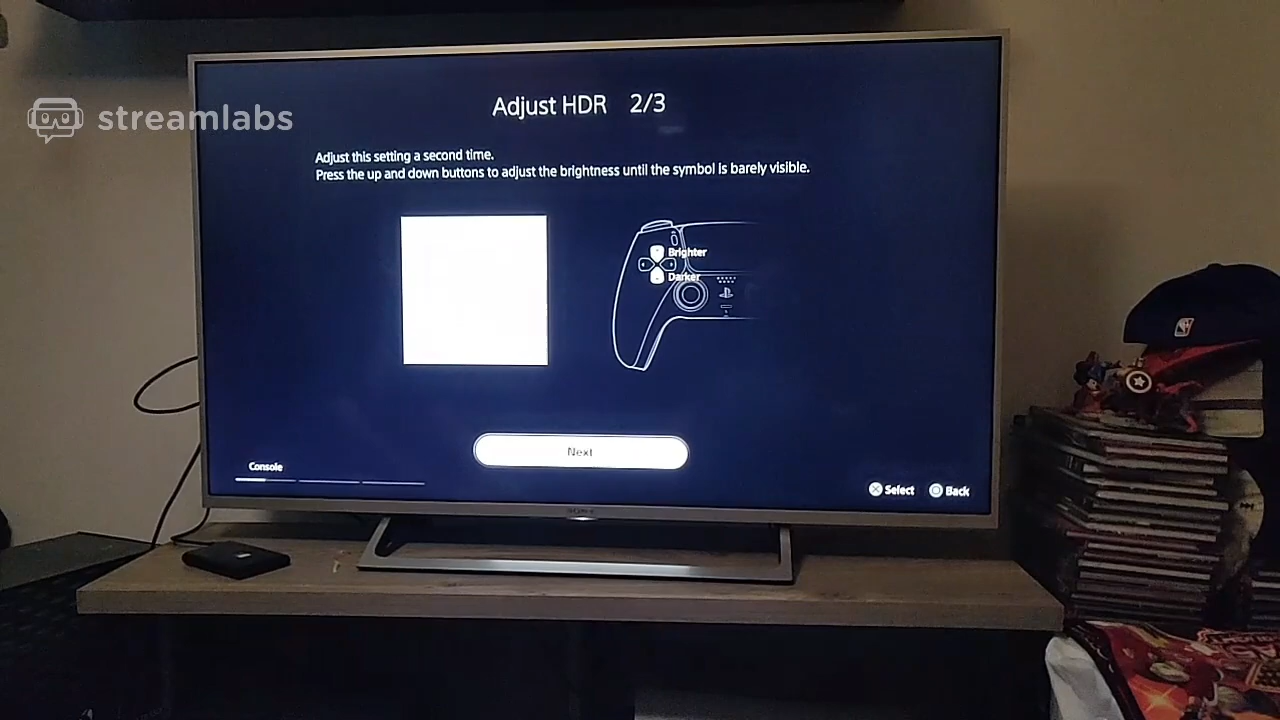 streamlabs
Adjust HDR 2/3
Adjust this setting a second time.
Press the up and down buttons to adjust the brightness until the symbol is barely visible.
Brighter
Darker
Next
Console
Select
Back
SONY